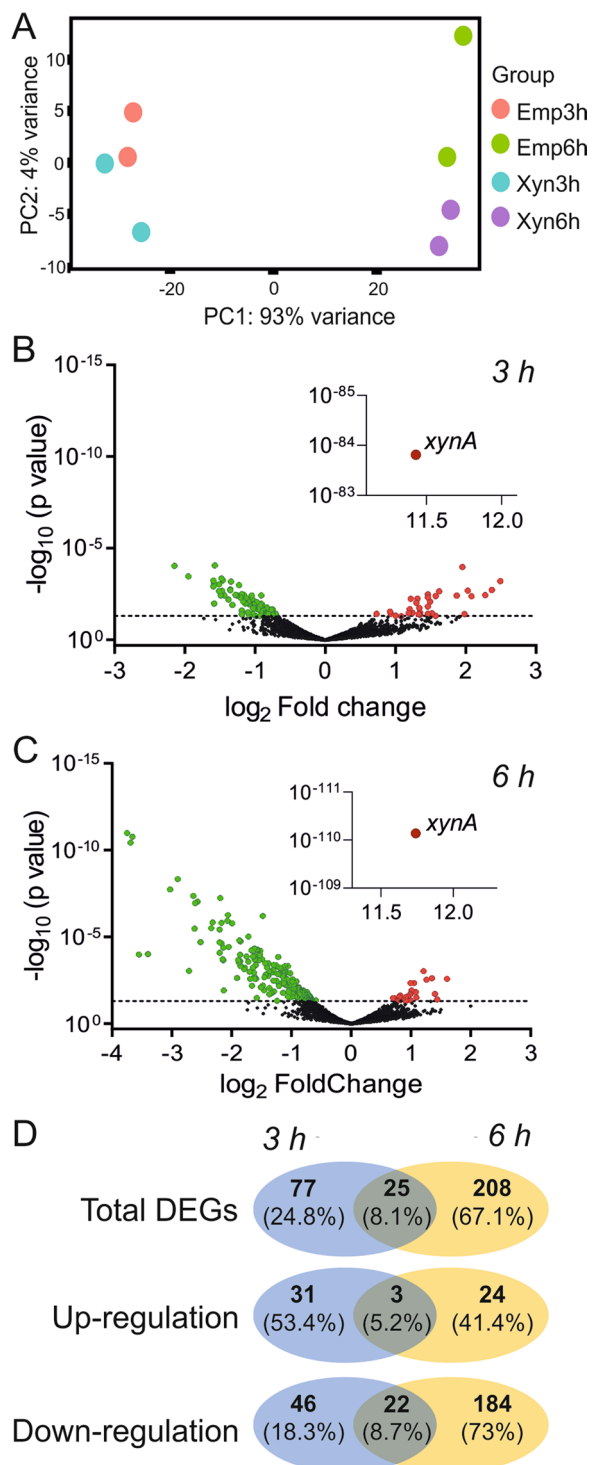 A
10
5
0
-5
-10
PC2: 4% variance
-20
0
20
PC1: 93% variance
Group
Emp3h
Emp6h
Xyn3h
Xyn6h
B
3 h
10-15
10-10
10-5
100
-log10 (p value)
10-85
10-84
10-83
xynA
11.5
12.0
-3
-2
-1
0
1
2
3
log2 Fold change
C
6 h
10-15
10-10
10-5
100
-log10 (p value)
10-111
10-110
10-109
xynA
11.5
12.0
-4
-3
-2
-1
0
1
2
3
log2 FoldChange
D
3 h
6 h
Total DEGs
77
25
208
(24.8%)
(8.1%)
(67.1%)
Up-regulation
31
3
24
(53.4%)
(5.2%)
(41.4%)
Down-regulation
46
22
184
(18.3%)
(8.7%)
(73%)